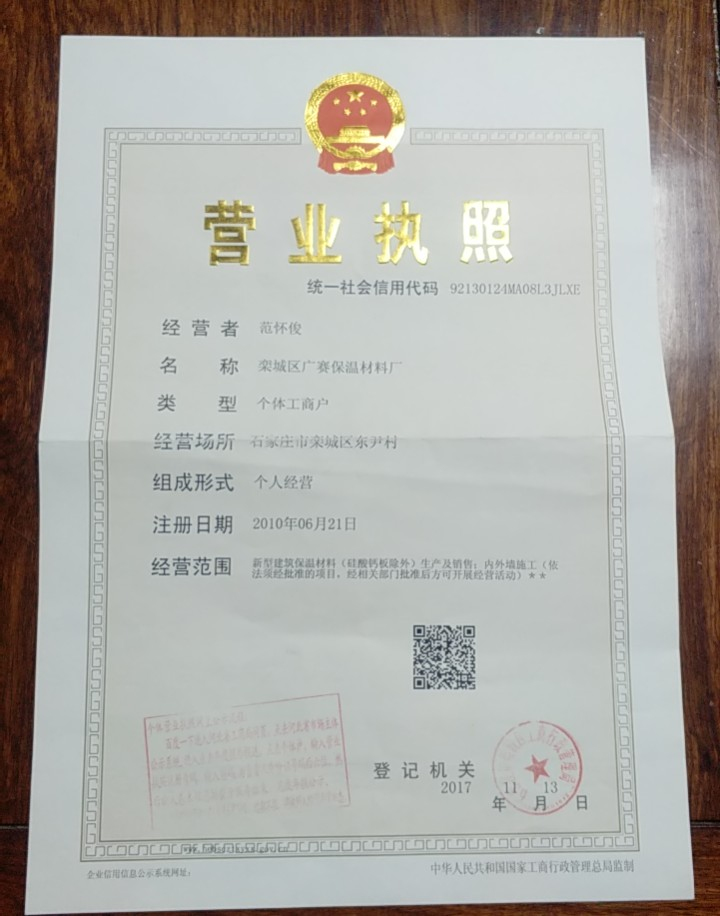 营业执照
统一社会信用代码 92130124MA08L3JLXE
经营者 范怀俊
名称 栾城区广赛保温材料厂
类型 个体工商户
经营场所 石家庄市栾城区东尹村
组成形式 个人经营
注册日期 2010年06月21日
经营范围 新型建筑保温材料（硅酸钙板除外）生产及销售；内外墙施工（依
法须经批准的项目，经相关部门批准后方可开展经营活动）★★
登记机关
2017年11月13日
企业信用信息公示系统网址：
中华人民共和国国家工商行政管理总局监制